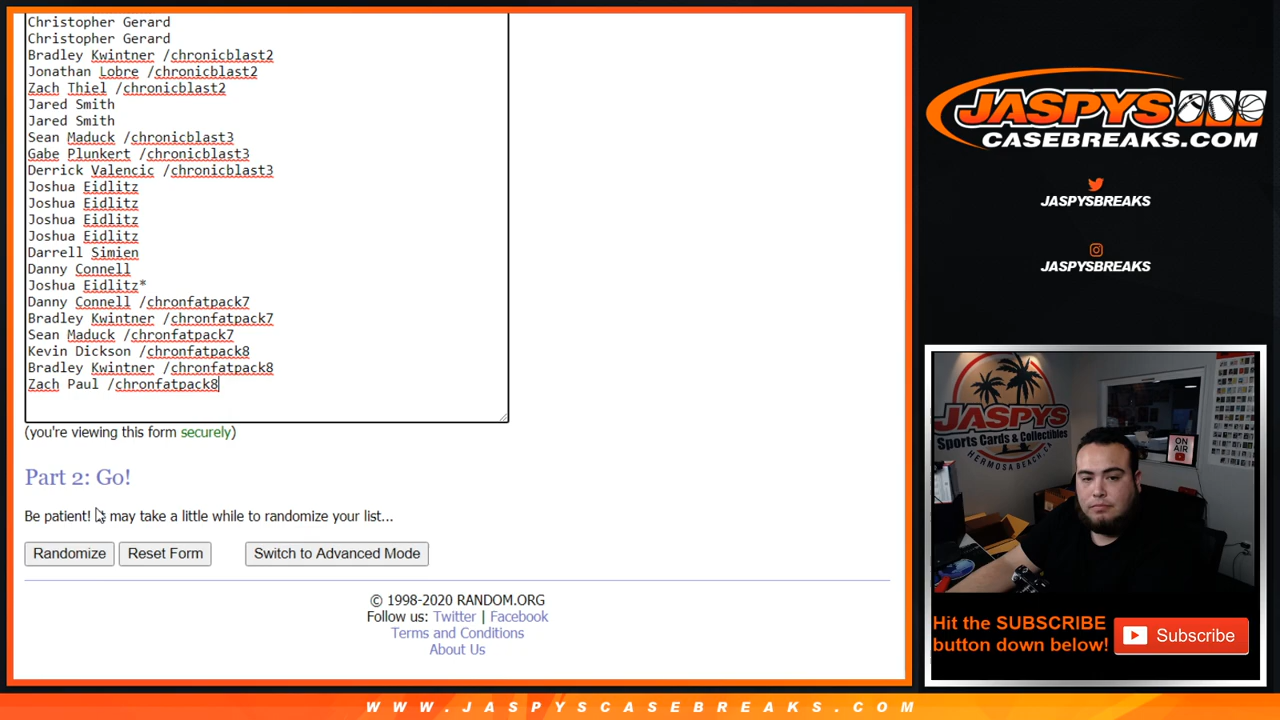 Christopher Gerard
Christopher Gerard
Bradley Kwintner /chronicblast2
Jonathan Lobre /chronicblast2
Zach Thiel /chronicblast2
Jared Smith
Jared Smith
Sean Maduck /chronicblast3
Gabe Plunkert /chronicblast3
Derrick Valencic /chronicblast3
Joshua Eidlitz
Joshua Eidlitz
Joshua Eidlitz
Joshua Eidlitz
Darrell Simien
Danny Connell
Joshua Eidlitz*
Danny Connell /chronfatpack7
Bradley Kwintner /chronfatpack7
Sean Maduck /chronfatpack7
Kevin Dickson /chronfatpack8
Bradley Kwintner /chronfatpack8
Zach Paul /chronfatpack8
(you're viewing this form securely)
Part 2: Go!
Be patient! It may take a little while to randomize your list...
Randomize
Reset Form
Switch to Advanced Mode
© 1998-2020 RANDOM.ORG
Follow us: Twitter | Facebook
Terms and Conditions
About Us
JASPYS
CASEBREAKS.COM
JASPYSBREAKS
JASPYSBREAKS
JASPYS
Sports Cards & Collectibles
HERMOSA BEACH, CA
ON AIR
Hit the SUBSCRIBE
button down below!
Subscribe
WWW.JASPYSCASEBREAKS.COM